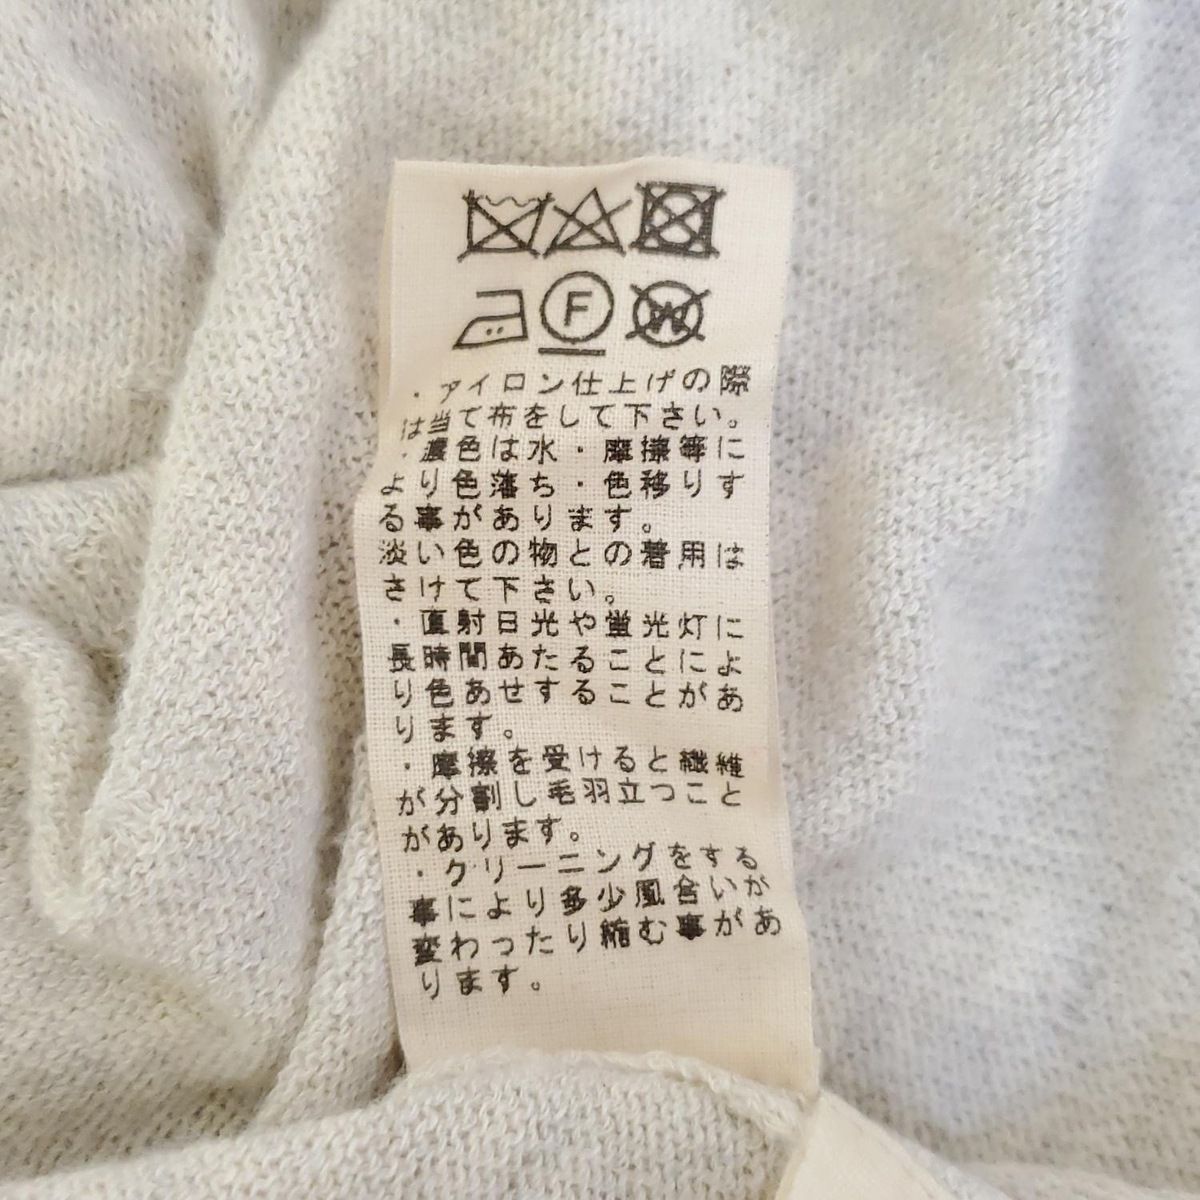 F
W
・アイロン仕上げの際
は当て布をして下さい。
・濃色は水・摩擦等に
より色落ち・色移りす
る事があります。
淡い色の物との着用は
さけて下さい。
・直射日光や蛍光灯に
長時間あたることによ
り色あせすることがあ
ります。
・摩擦を受けると繊維
が分割し毛羽立つこと
があります。
・クリーニングをする
事により多少風合いが
変わったり縮む事があ
ります。